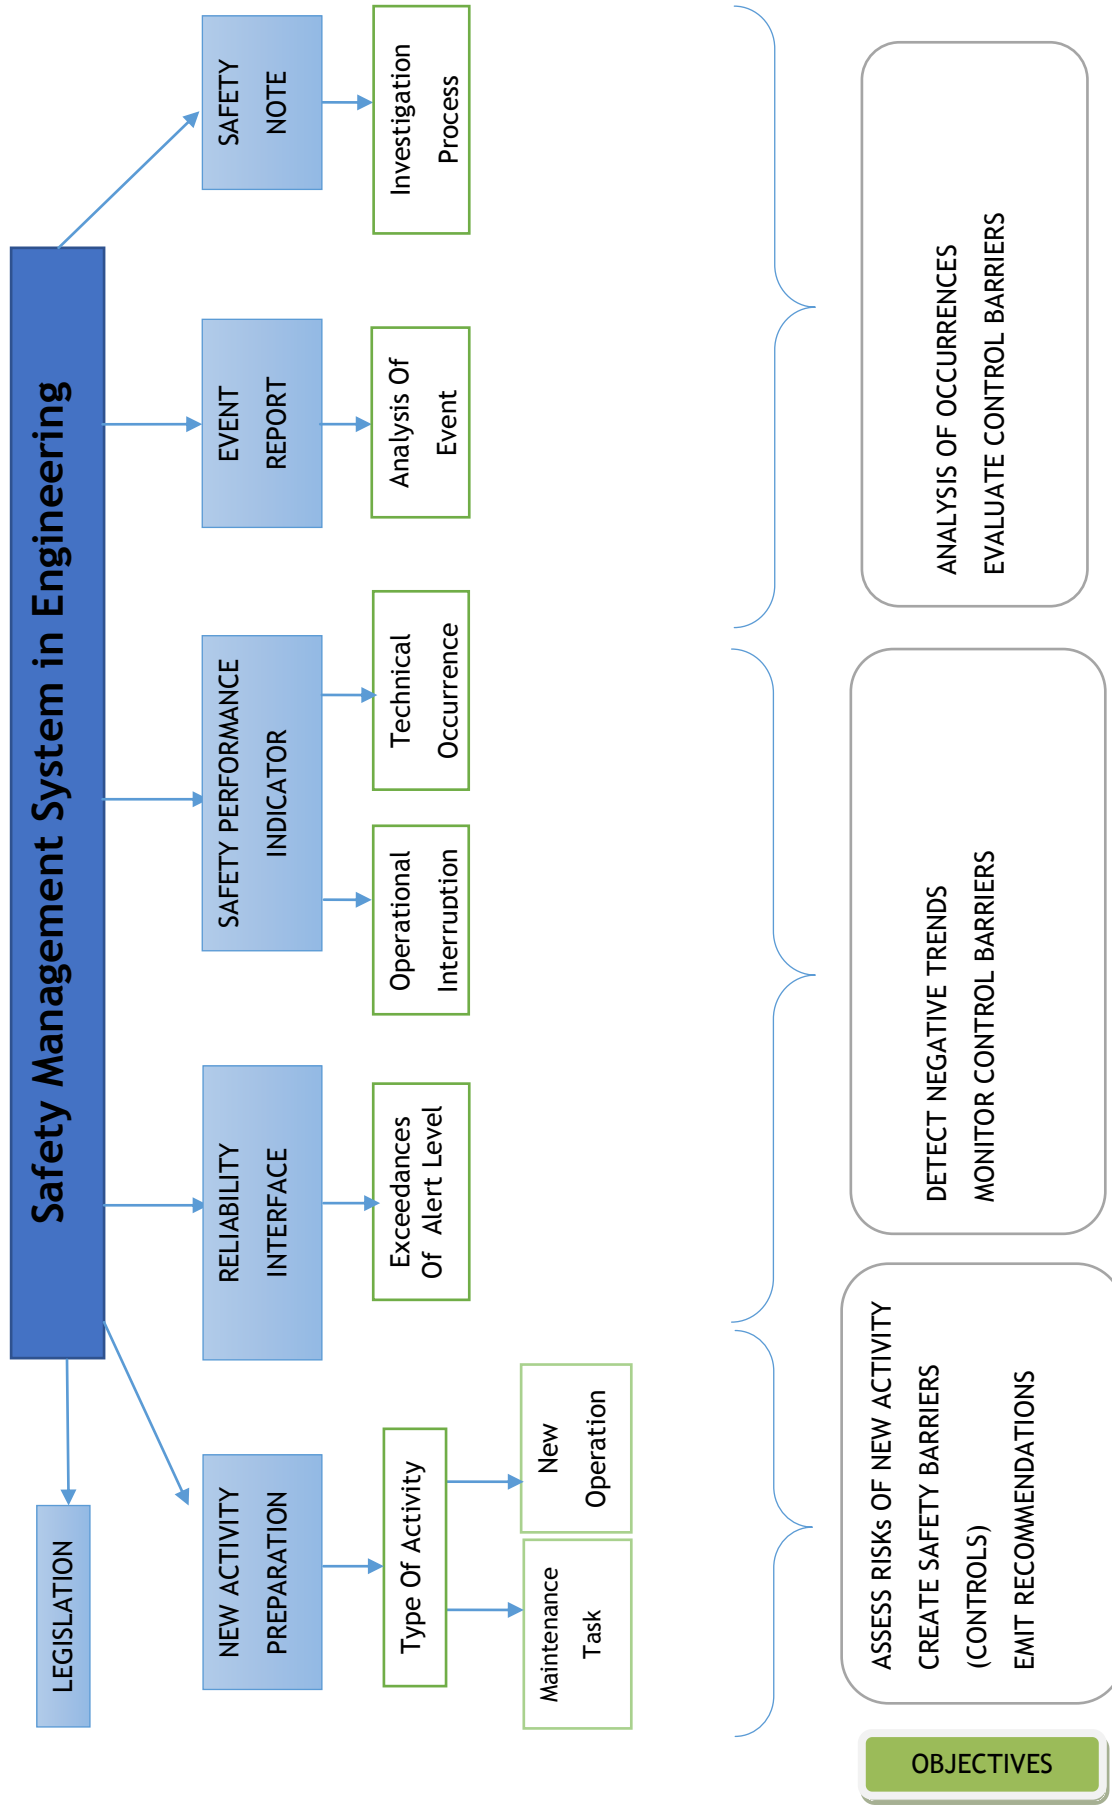 Safety Management System in Engineering
LEGISLATION
NEW ACTIVITY
PREPARATION
RELIABILITY
INTERFACE
SAFETY PERFORMANCE
INDICATOR
EVENT
REPORT
SAFETY
NOTE
Type Of Activity
Exceedances
Of Alert Level
Operational
Interruption
Technical
Occurrence
Analysis Of
Event
Investigation
Process
Maintenance
Task
New
Operation
OBJECTIVES
ASSESS RISKs OF NEW ACTIVITY
CREATE SAFETY BARRIERS
(CONTROLS)
EMIT RECOMMENDATIONS
DETECT NEGATIVE TRENDS
MONITOR CONTROL BARRIERS
ANALYSIS OF OCCURRENCES
EVALUATE CONTROL BARRIERS